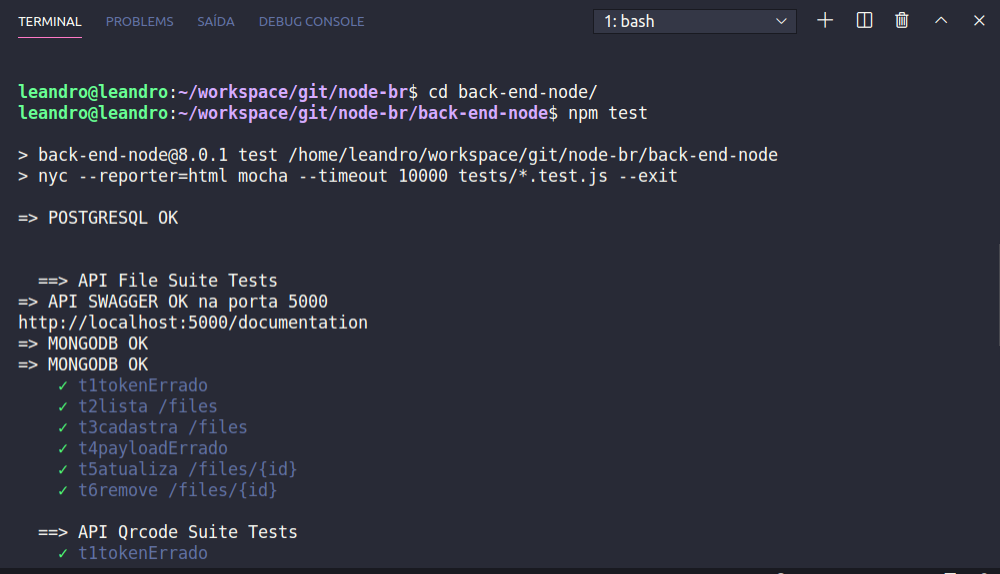 TERMINAL PROBLEMS SAÍDA DEBUG CONSOLE 1: bash
leandro@leandro:~/workspace/git/node-br$ cd back-end-node/
leandro@leandro:~/workspace/git/node-br/back-end-node$ npm test
> back-end-node@8.0.1 test /home/leandro/workspace/git/node-br/back-end-node
> nyc --reporter=html mocha --timeout 10000 tests/*.test.js --exit
=> POSTGRESQL OK
==> API File Suite Tests
=> API SWAGGER OK na porta 5000
http://localhost:5000/documentation
=> MONGODB OK
=> MONGODB OK
✓ t1tokenErrado
✓ t2lista /files
✓ t3cadastra /files
✓ t4payloadErrado
✓ t5atualiza /files/{id}
✓ t6remove /files/{id}
==> API Qrcode Suite Tests
✓ t1tokenErrado